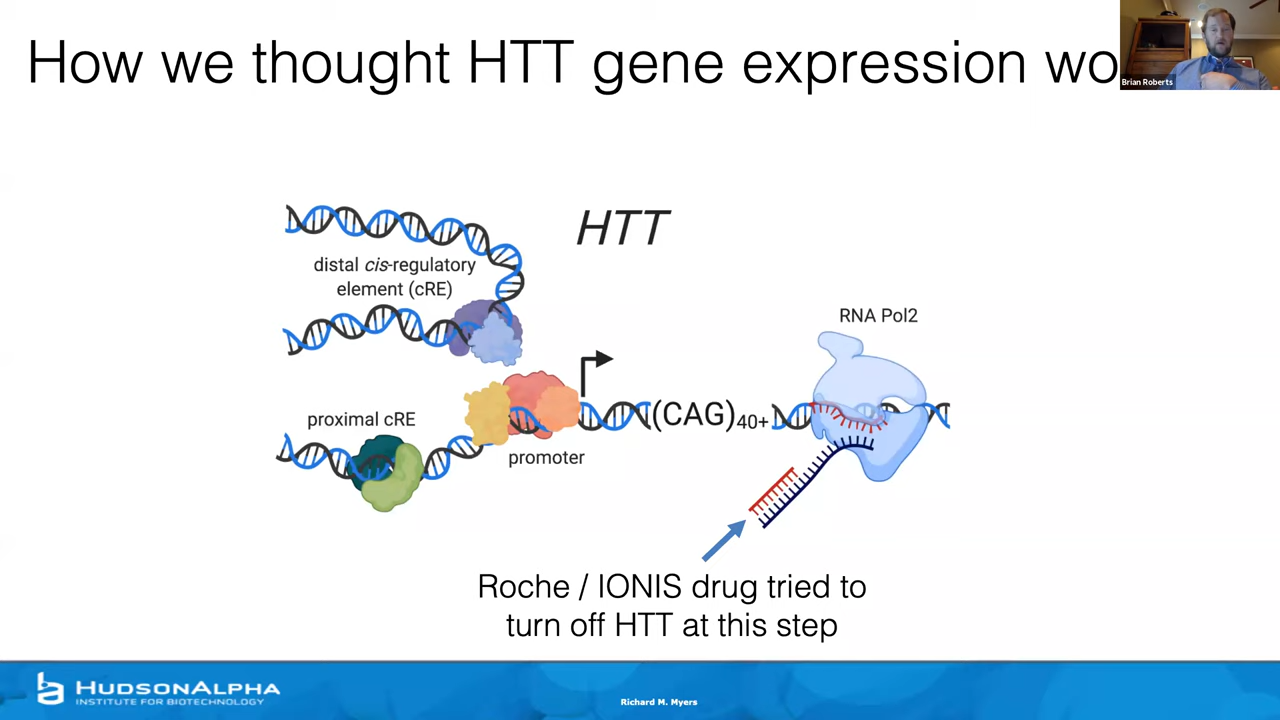 How we thought HTT gene expression wo
Brian Roberts
HTT
distal cis-regulatory
element (cRE)
RNA Pol2
proximal cRE
(CAG)40+
promoter
Roche / IONIS drug tried to
turn off HTT at this step
HUDSONALPHA
INSTITUTE FOR BIOTECHNOLOGY
Richard M. Myers